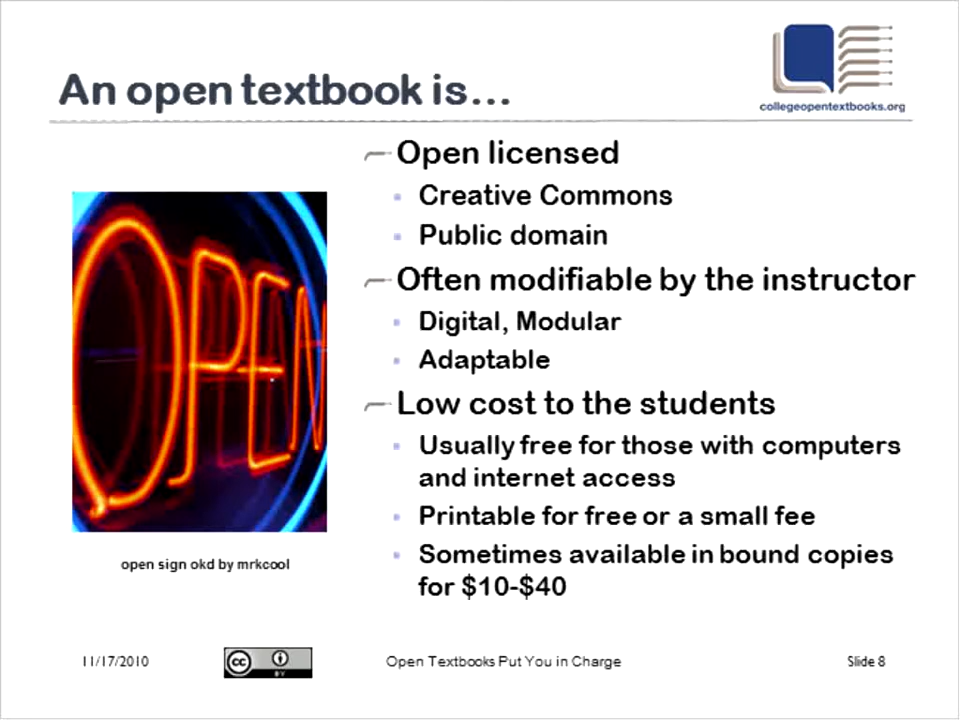 An open textbook is...
collegeopentextbooks.org
Open licensed
Creative Commons
Public domain
Often modifiable by the instructor
Digital, Modular
Adaptable
Low cost to the students
Usually free for those with computers
and internet access
Printable for free or a small fee
Sometimes available in bound copies
for $10-$40
OPEN
open sign okd by mrkcool
11/17/2010
cc
BY
Open Textbooks Put You in Charge
Slide 8